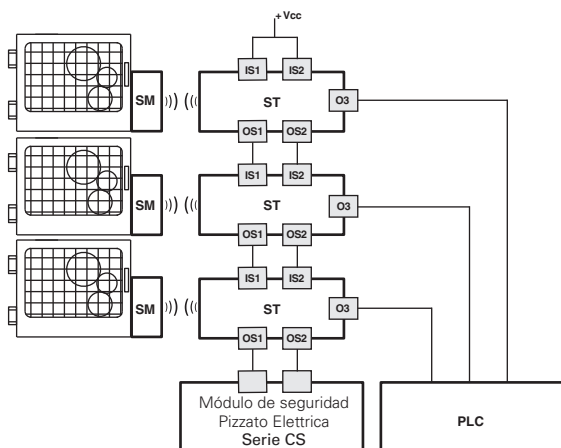 + Vcc
IS1 IS2
SM ST O3
OS1 OS2
IS1 IS2
SM ST O3
OS1 OS2
IS1 IS2
SM ST O3
OS1 OS2
Módulo de seguridad
Pizzato Elettrica
Serie CS
PLC